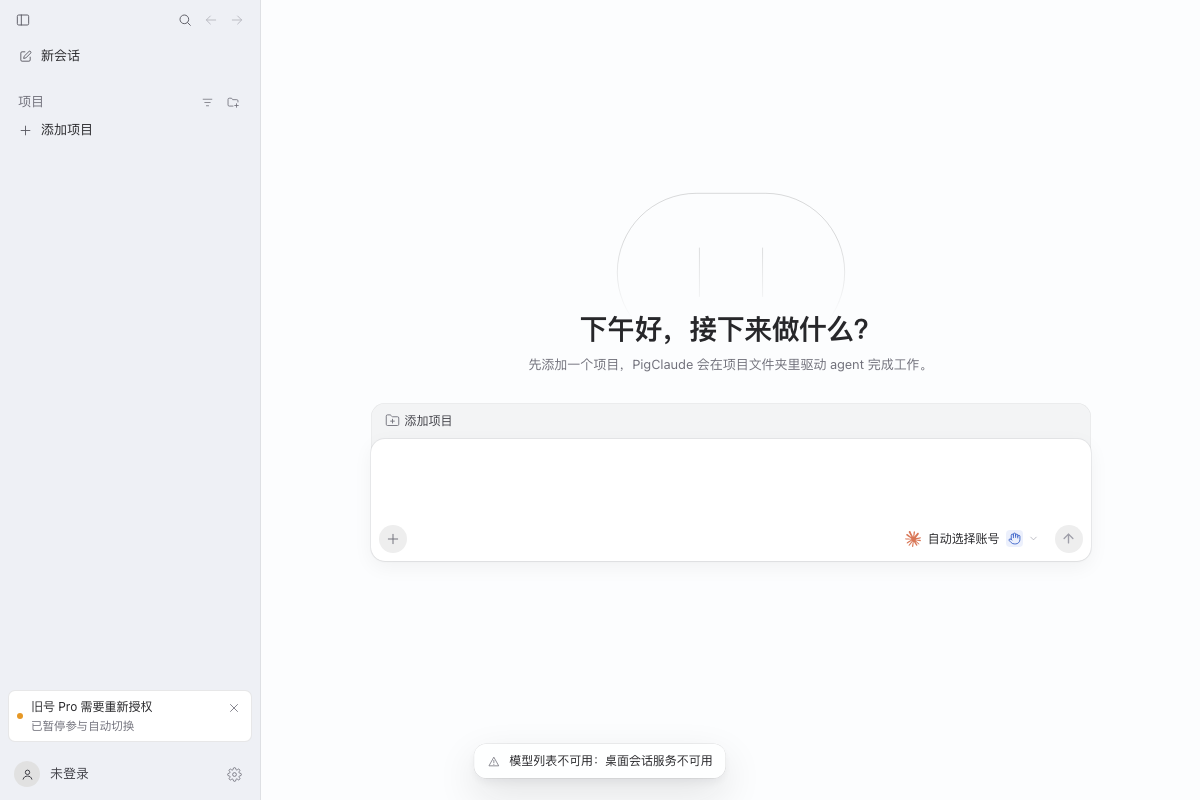 新会话
项目
添加项目
下午好，接下来做什么?
先添加一个项目，PigClaude 会在项目文件夹里驱动 agent 完成工作。
添加项目
自动选择账号
旧号 Pro 需要重新授权
已暂停参与自动切换
模型列表不可用：桌面会话服务不可用
未登录